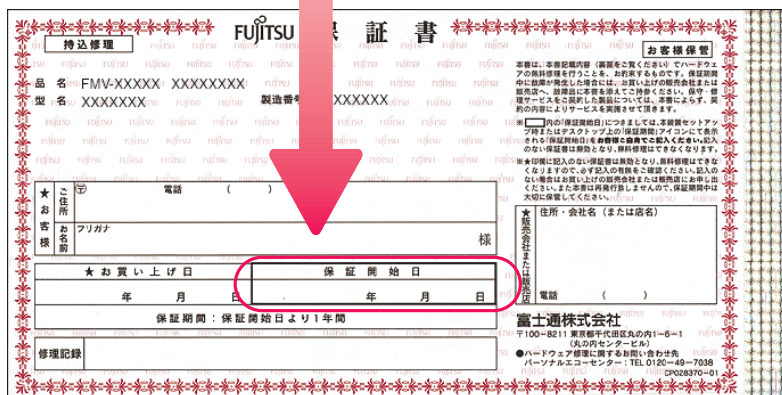 持込修理
FUJITSU 保証書
お客様保管
品名 FMV-XXXXX XXXXXXXX
型名 XXXXXXX 製造番号 XXXXXX
本書は、本書記載内容（裏面をご覧ください）でハードウェ
アの無料修理を行うことを、お約束するものです。保証期間
中に故障が発生した場合には、お買い上げの販売会社または
販売店へ、故障品に本書を添えてご持参ください。保守・修
理サービスをご契約した製品については、本書によらず、契
約の内容によりサービスを実施させて頂きます。
※ 内の「保証開始日」につきましては、本装置セットアッ
プ時またはデスクトップ上の「保証期間」アイコンにて表示
される「保証開始日」をお客様ご自身でご記入ください。記入
のない保証書は無効となり、無料修理はできなくなります。
※★印欄に記入のない保証書は無効となり、無料修理はできな
くなりますので、必ず記入の有無をご確認ください。記入の
ない場合はお買い上げの販売会社または販売店にお申し出
ください。また本書は再発行致しませんので、保証期間中は
大切に保管してください。
★お客様
ご住所 〒 電話 （ ）
お名前 フリガナ 様
★お買い上げ日 保証開始日
年 月 日 年 月 日
保証期間：保証開始日より1年間
修理記録
★販売会社または販売店
住所・会社名（または店名）
電話 （ ）
富士通株式会社
〒100-8211 東京都千代田区丸の内1-6-1
（丸の内センタービル）
●ハードウェア修理に関するお問い合わせ先
パーソナルエコーセンター：TEL 0120-49-7038
CP028370-01